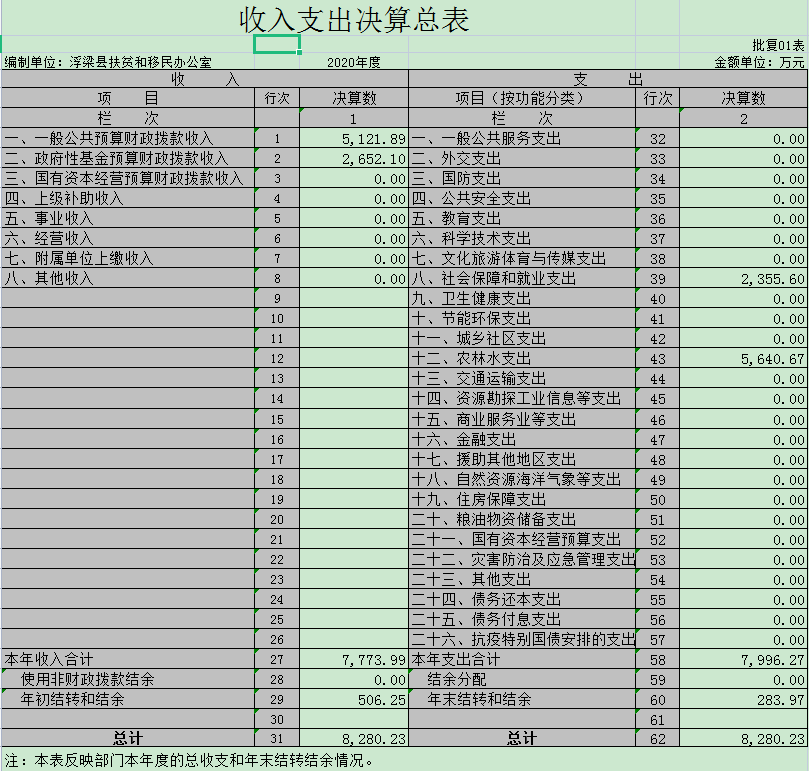 收入支出决算总表
批复01表
编制单位：浮梁县扶贫和移民办公室 2020年度 金额单位：万元
收 入 支 出
项 目 行次 决算数 项目（按功能分类） 行次 决算数
栏 次 1 栏 次 2
一、一般公共预算财政拨款收入 1 5,121.89 一、一般公共服务支出 32 0.00
二、政府性基金预算财政拨款收入 2 2,652.10 二、外交支出 33 0.00
三、国有资本经营预算财政拨款收入 3 0.00 三、国防支出 34 0.00
四、上级补助收入 4 0.00 四、公共安全支出 35 0.00
五、事业收入 5 0.00 五、教育支出 36 0.00
六、经营收入 6 0.00 六、科学技术支出 37 0.00
七、附属单位上缴收入 7 0.00 七、文化旅游体育与传媒支出 38 0.00
八、其他收入 8 0.00 八、社会保障和就业支出 39 2,355.60
9 九、卫生健康支出 40 0.00
10 十、节能环保支出 41 0.00
11 十一、城乡社区支出 42 0.00
12 十二、农林水支出 43 5,640.67
13 十三、交通运输支出 44 0.00
14 十四、资源勘探工业信息等支出 45 0.00
15 十五、商业服务业等支出 46 0.00
16 十六、金融支出 47 0.00
17 十七、援助其他地区支出 48 0.00
18 十八、自然资源海洋气象等支出 49 0.00
19 十九、住房保障支出 50 0.00
20 二十、粮油物资储备支出 51 0.00
21 二十一、国有资本经营预算支出 52 0.00
22 二十二、灾害防治及应急管理支出 53 0.00
23 二十三、其他支出 54 0.00
24 二十四、债务还本支出 55 0.00
25 二十五、债务付息支出 56 0.00
26 二十六、抗疫特别国债安排的支出 57 0.00
本年收入合计 27 7,773.99 本年支出合计 58 7,996.27
使用非财政拨款结余 28 0.00 结余分配 59 0.00
年初结转和结余 29 506.25 年末结转和结余 60 283.97
30 61
总计 31 8,280.23 总计 62 8,280.23
注：本表反映部门本年度的总收支和年末结转结余情况。